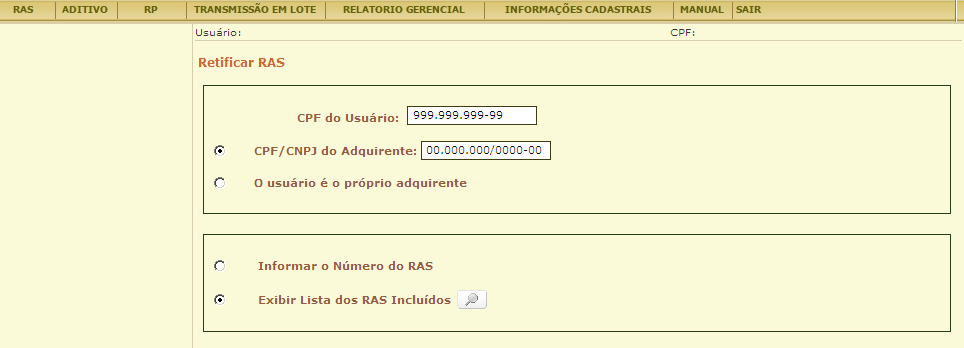 RAS ADITIVO RP TRANSMISSÃO EM LOTE RELATORIO GERENCIAL INFORMAÇÕES CADASTRAIS MANUAL SAIR
Usuário: CPF:
Retificar RAS
CPF do Usuário: 999.999.999-99
CPF/CNPJ do Adquirente: 00.000.000/0000-00
O usuário é o próprio adquirente
Informar o Número do RAS
Exibir Lista dos RAS Incluídos